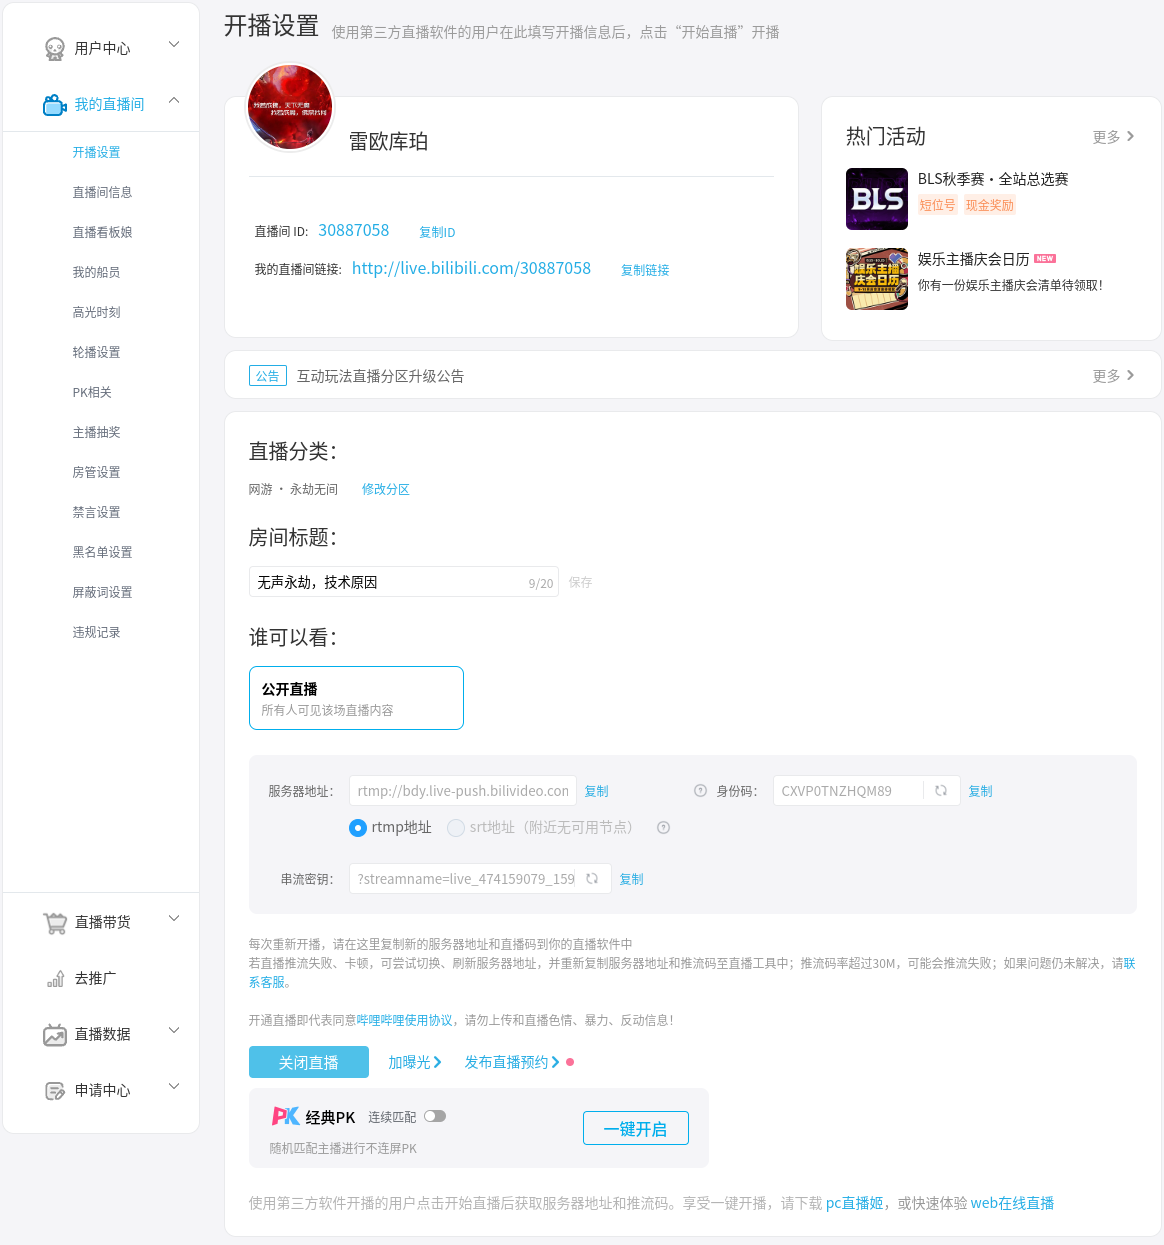 用户中心
我的直播间
开播设置
直播间信息
直播看板娘
我的船员
高光时刻
轮播设置
PK相关
主播抽奖
房管设置
禁言设置
黑名单设置
屏蔽词设置
违规记录
直播带货
去推广
直播数据
申请中心
开播设置 使用第三方直播软件的用户在此填写开播信息后，点击“开始直播”开播
雷欧库珀
直播间 ID: 30887058 复制ID
我的直播间链接: http://live.bilibili.com/30887058 复制链接
热门活动 更多
BLS
BLS秋季赛·全站总选赛
短位号 现金奖励
娱乐主播
庆会日历
娱乐主播庆会日历 NEW
你有一份娱乐主播庆会清单待领取！
公告 互动玩法直播分区升级公告 更多
直播分类：
网游 · 永劫无间 修改分区
房间标题：
无声永劫，技术原因 9/20 保存
谁可以看：
公开直播
所有人可见该场直播内容
服务器地址： rtmp://bdy.live-push.bilivideo.con 复制 身份码： CXVP0TNZHQM89 复制
rtmp地址 srt地址（附近无可用节点）
串流密钥： ?streamname=live_474159079_159 复制
每次重新开播，请在这里复制新的服务器地址和直播码到你的直播软件中
若直播推流失败、卡顿，可尝试切换、刷新服务器地址，并重新复制服务器地址和推流码至直播工具中；推流码率超过30M，可能会推流失败；如果问题仍未解决，请联
系客服。
开通直播即代表同意哔哩哔哩使用协议，请勿上传和直播色情、暴力、反动信息！
关闭直播 加曝光 发布直播预约
PK 经典PK 连续匹配
随机匹配主播进行不连屏PK
一键开启
使用第三方软件开播的用户点击开始直播后获取服务器地址和推流码。享受一键开播，请下载 pc直播姬，或快速体验 web在线直播